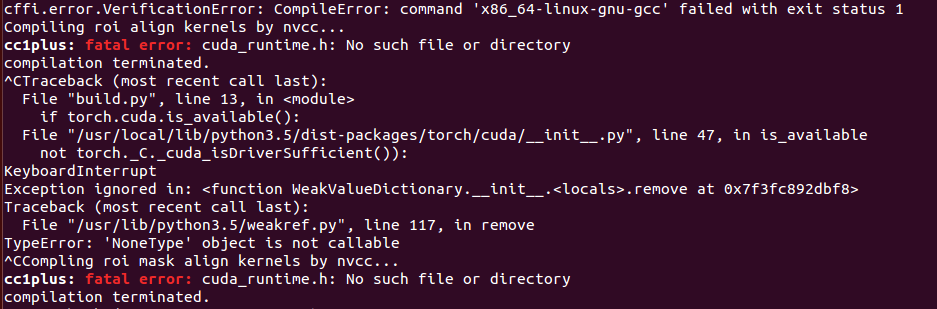 cffi.error.VerificationError: CompileError: command 'x86_64-linux-gnu-gcc' failed with exit status 1
Compiling roi align kernels by nvcc...
cc1plus: fatal error: cuda_runtime.h: No such file or directory
compilation terminated.
^CTraceback (most recent call last):
  File "build.py", line 13, in <module>
    if torch.cuda.is_available():
  File "/usr/local/lib/python3.5/dist-packages/torch/cuda/__init__.py", line 47, in is_available
    not torch._C._cuda_isDriverSufficient()):
KeyboardInterrupt
Exception ignored in: <function WeakValueDictionary.__init__.<locals>.remove at 0x7f3fc892dbf8>
Traceback (most recent call last):
  File "/usr/lib/python3.5/weakref.py", line 117, in remove
TypeError: 'NoneType' object is not callable
^CCompling roi mask align kernels by nvcc...
cc1plus: fatal error: cuda_runtime.h: No such file or directory
compilation terminated.